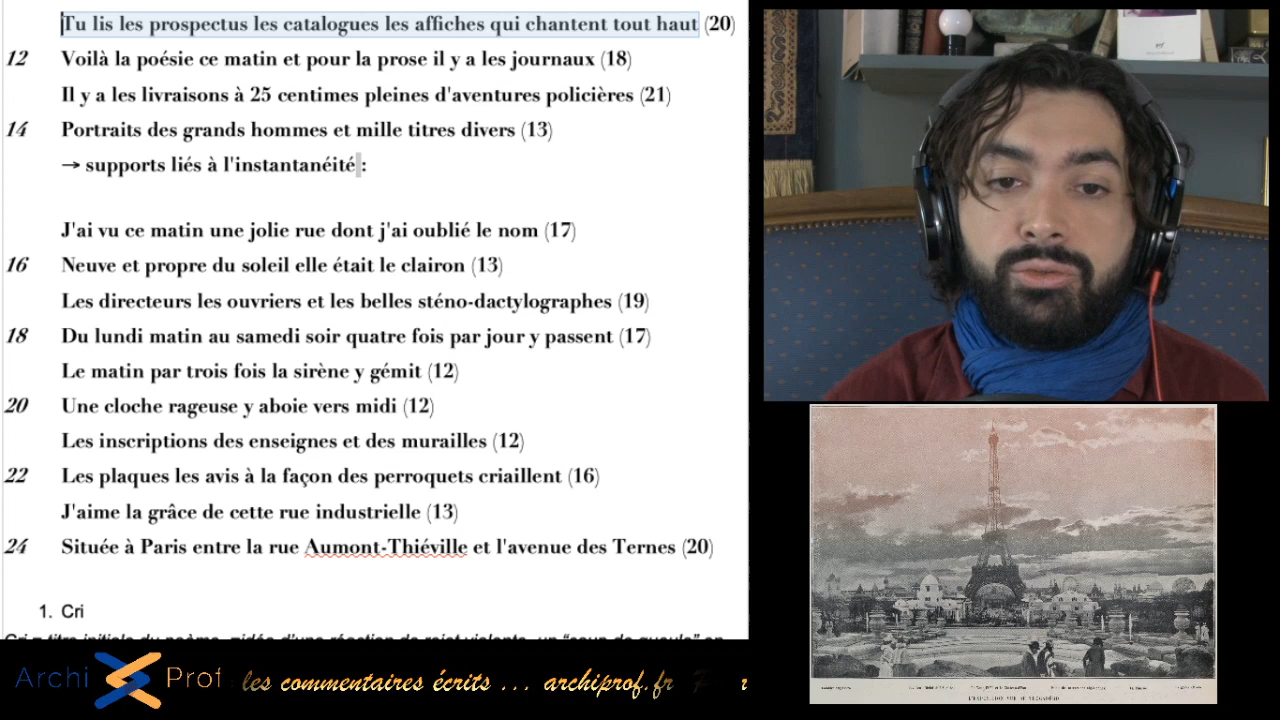 Tu lis les prospectus les catalogues les affiches qui chantent tout haut (20)
12 Voilà la poésie ce matin et pour la prose il y a les journaux (18)
Il y a les livraisons à 25 centimes pleines d'aventures policières (21)
14 Portraits des grands hommes et mille titres divers (13)
→ supports liés à l'instantanéité :
J'ai vu ce matin une jolie rue dont j'ai oublié le nom (17)
16 Neuve et propre du soleil elle était le clairon (13)
Les directeurs les ouvriers et les belles sténo-dactylographes (19)
18 Du lundi matin au samedi soir quatre fois par jour y passent (17)
Le matin par trois fois la sirène y gémit (12)
20 Une cloche rageuse y aboie vers midi (12)
Les inscriptions des enseignes et des murailles (12)
22 Les plaques les avis à la façon des perroquets criaillent (16)
J'aime la grâce de cette rue industrielle (13)
24 Située à Paris entre la rue Aumont-Thiéville et l'avenue des Ternes (20)
1. Cri
Archi Prof les commentaires écrits ... archiprof.fr